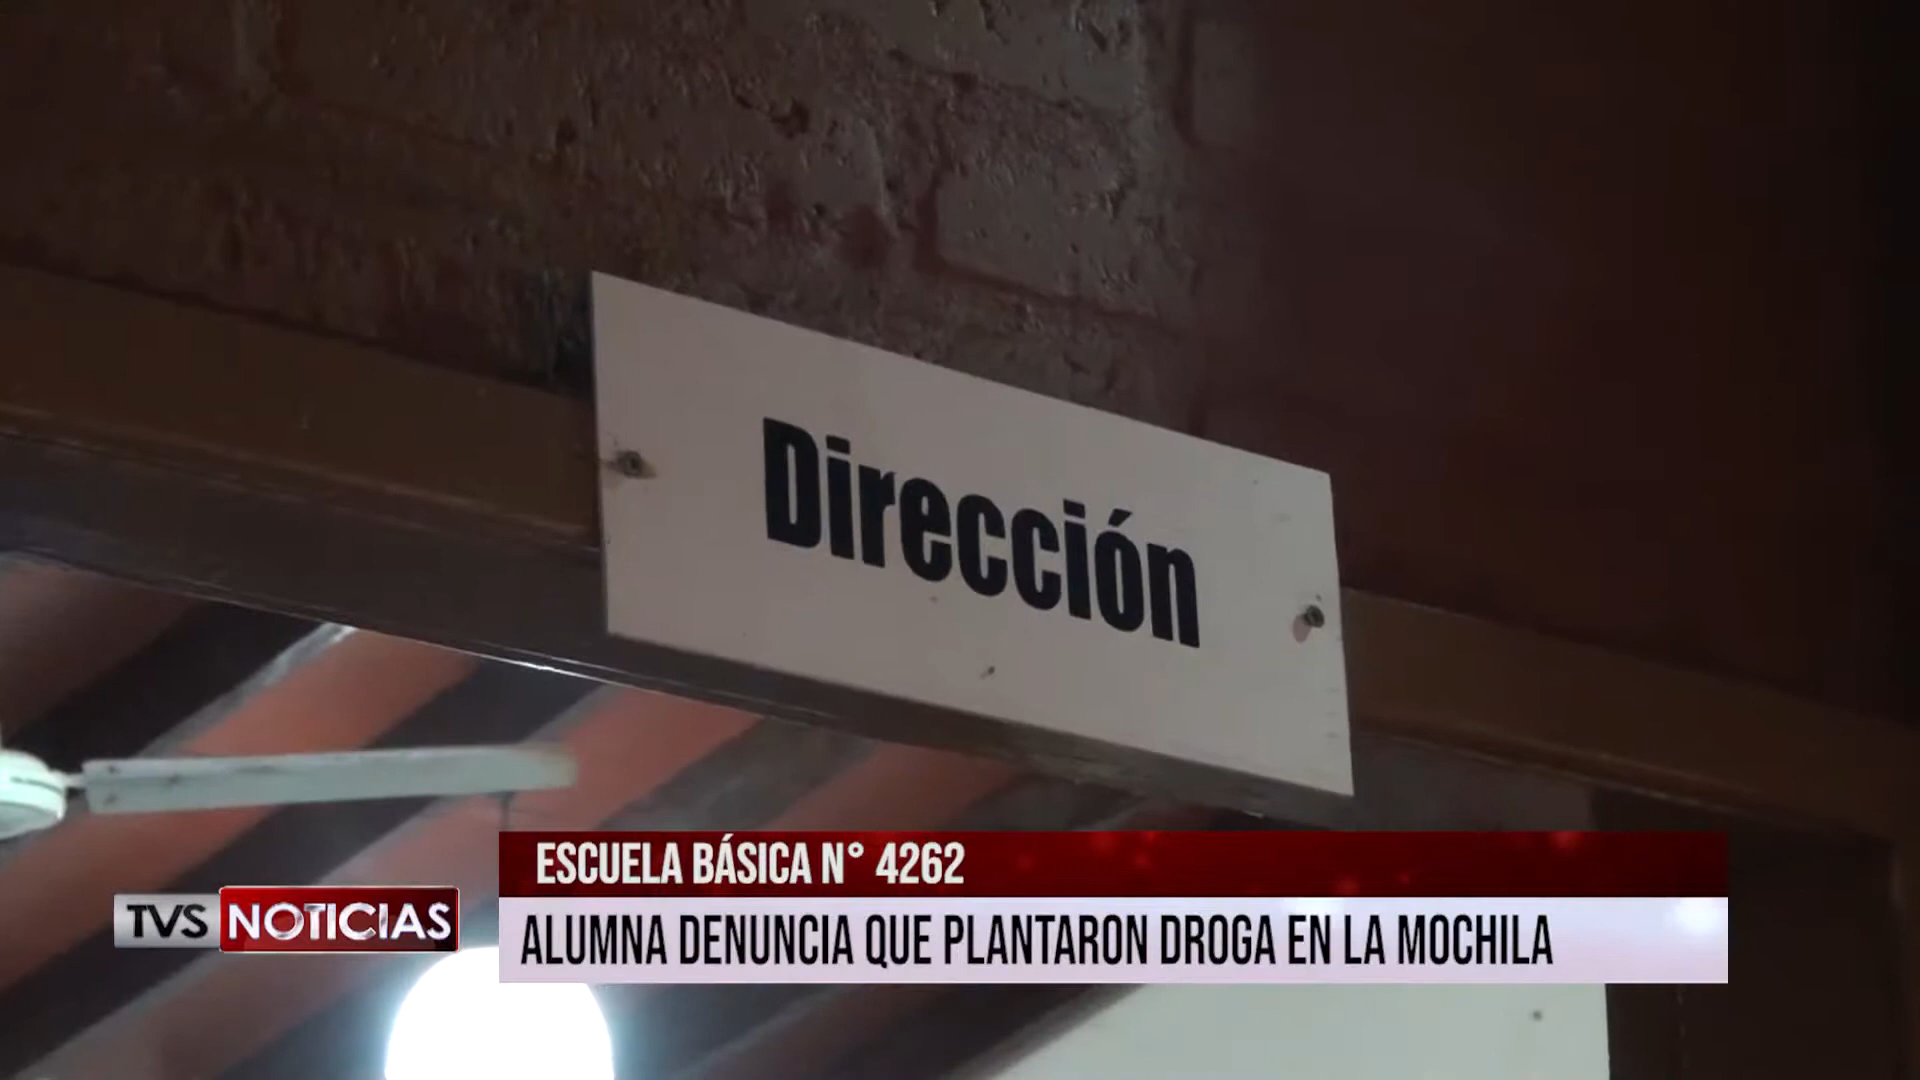 Dirección
ESCUELA BÁSICA N° 4262
TVS NOTICIAS
ALUMNA DENUNCIA QUE PLANTARON DROGA EN LA MOCHILA